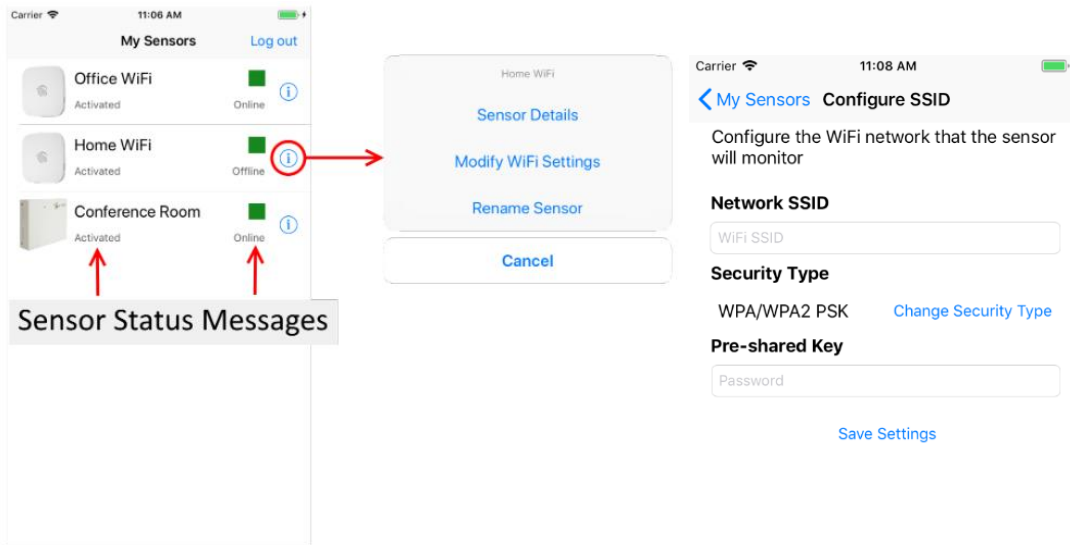 Carrier 11:06 AM
My Sensors Log out
Office WiFi
Activated Online
Home WiFi
Activated Offline
Conference Room
Activated Online
Sensor Status Messages
Home WiFi
Sensor Details
Modify WiFi Settings
Rename Sensor
Cancel
Carrier 11:08 AM
My Sensors Configure SSID
Configure the WiFi network that the sensor
will monitor
Network SSID
WiFi SSID
Security Type
WPA/WPA2 PSK Change Security Type
Pre-shared Key
Password
Save Settings